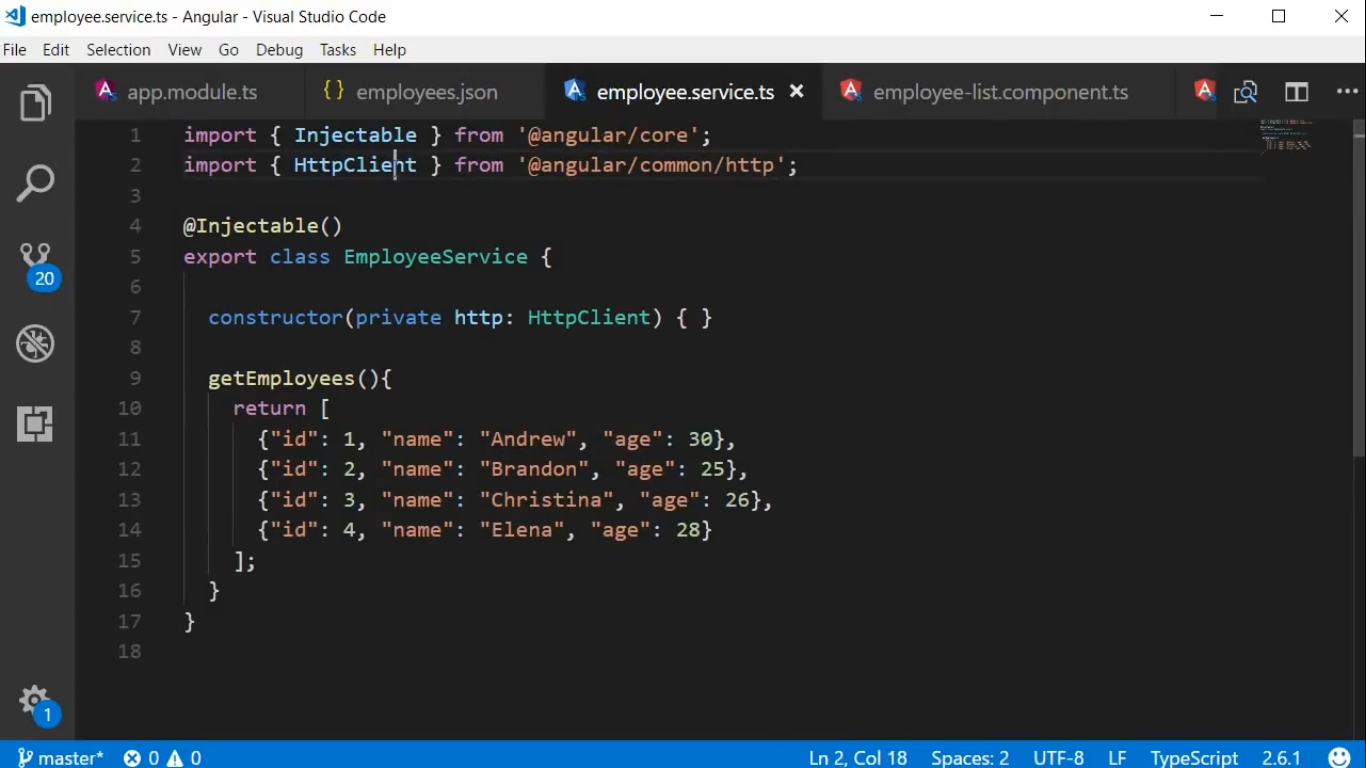 employee.service.ts - Angular - Visual Studio Code
File Edit Selection View Go Debug Tasks Help
app.module.ts { } employees.json employee.service.ts employee-list.component.ts
1 import { Injectable } from '@angular/core';
2 import { HttpClient } from '@angular/common/http';
3
4 @Injectable()
5 export class EmployeeService {
6
7 constructor(private http: HttpClient) { }
8
9 getEmployees(){
10 return [
11 {"id": 1, "name": "Andrew", "age": 30},
12 {"id": 2, "name": "Brandon", "age": 25},
13 {"id": 3, "name": "Christina", "age": 26},
14 {"id": 4, "name": "Elena", "age": 28}
15 ];
16 }
17 }
18
20
1
master* 0 0 Ln 2, Col 18 Spaces: 2 UTF-8 LF TypeScript 2.6.1